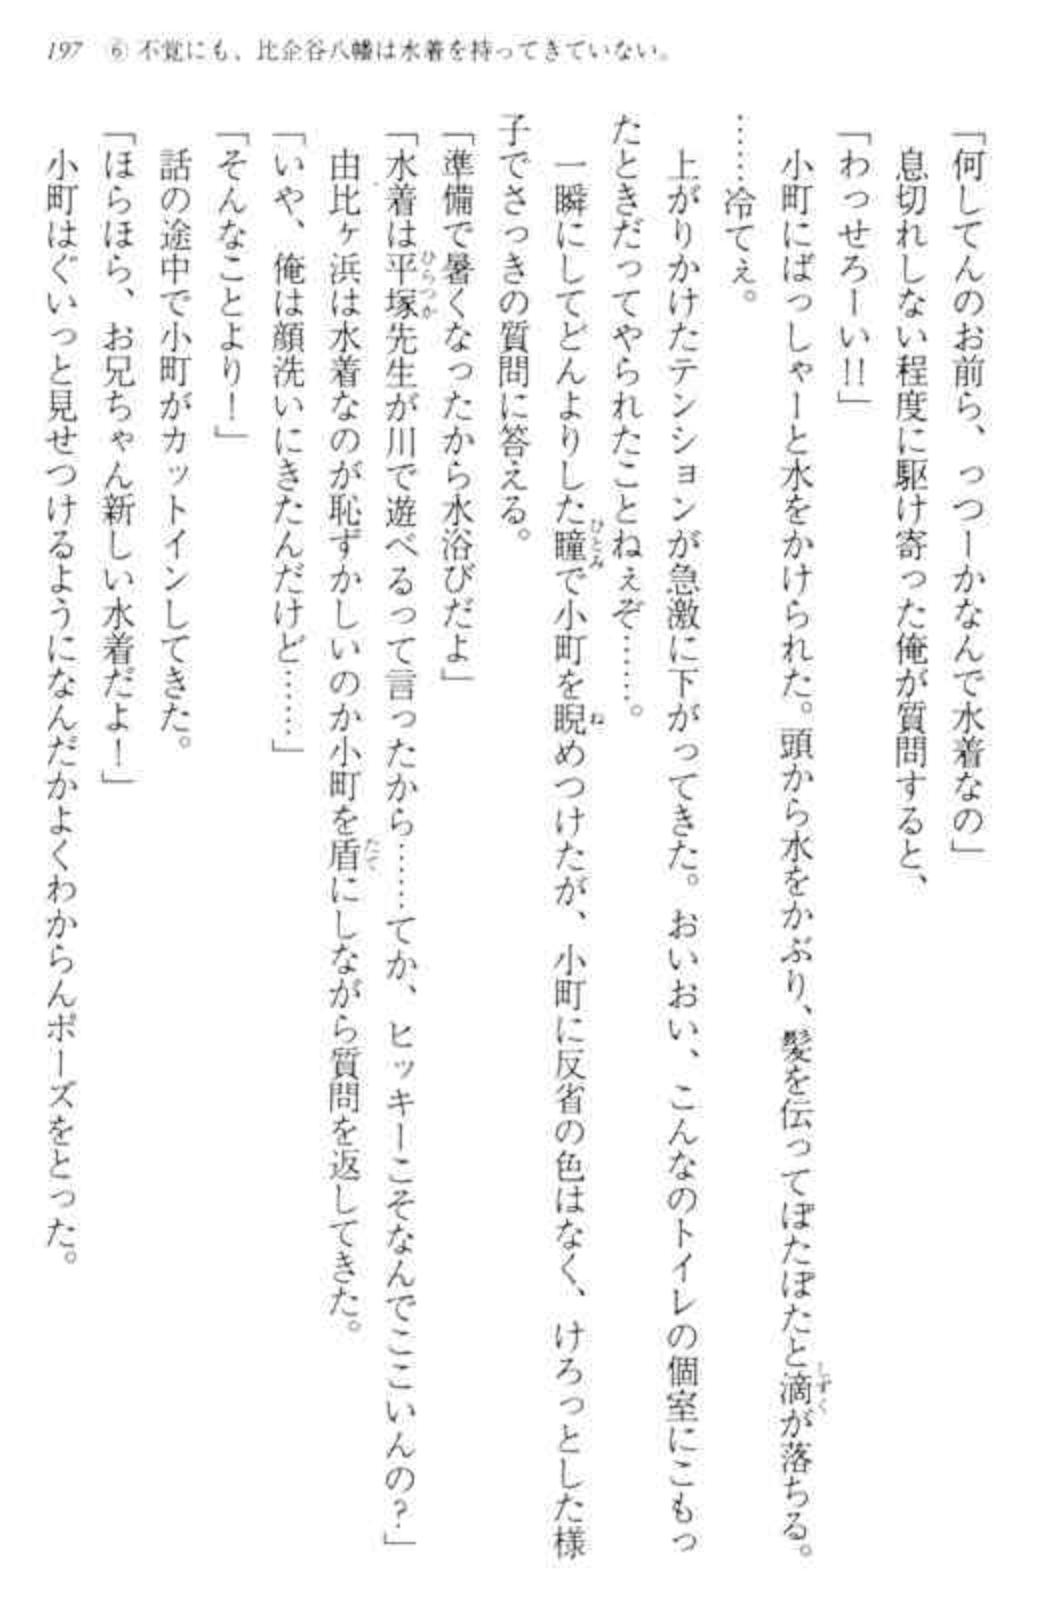 197 ⑥ 不覚にも、比企谷八幡は水着を持ってきていない。
「何してんのお前ら、っつーかなんで水着なの」
息切れしない程度に駆け寄った俺が質問すると、
「わっせろーい!!」
小町にばっしゃーと水をかけられた。頭から水をかぶり、髪を伝ってぽたぽたと滴が落ちる。
……冷てぇ。
上がりかけたテンションが急激に下がってきた。おいおい、こんなのトイレの個室にこもっ
たときだってやられたことねぇぞ……。
一瞬にしてどんよりした瞳で小町を睨めつけたが、小町に反省の色はなく、けろっとした様
子でさっきの質問に答える。
「準備で暑くなったから水浴びだよ」
「水着は平塚先生が川で遊べるって言ったから……てか、ヒッキーこそなんでここいんの？」
由比ヶ浜は水着なのが恥ずかしいのか小町を盾にしながら質問を返してきた。
「いや、俺は顔洗いにきたんだけど……」
「そんなことより！」
話の途中で小町がカットインしてきた。
「ほらほら、お兄ちゃん新しい水着だよ！」
小町はぐいっと見せつけるようになんだかよくわからんポーズをとった。